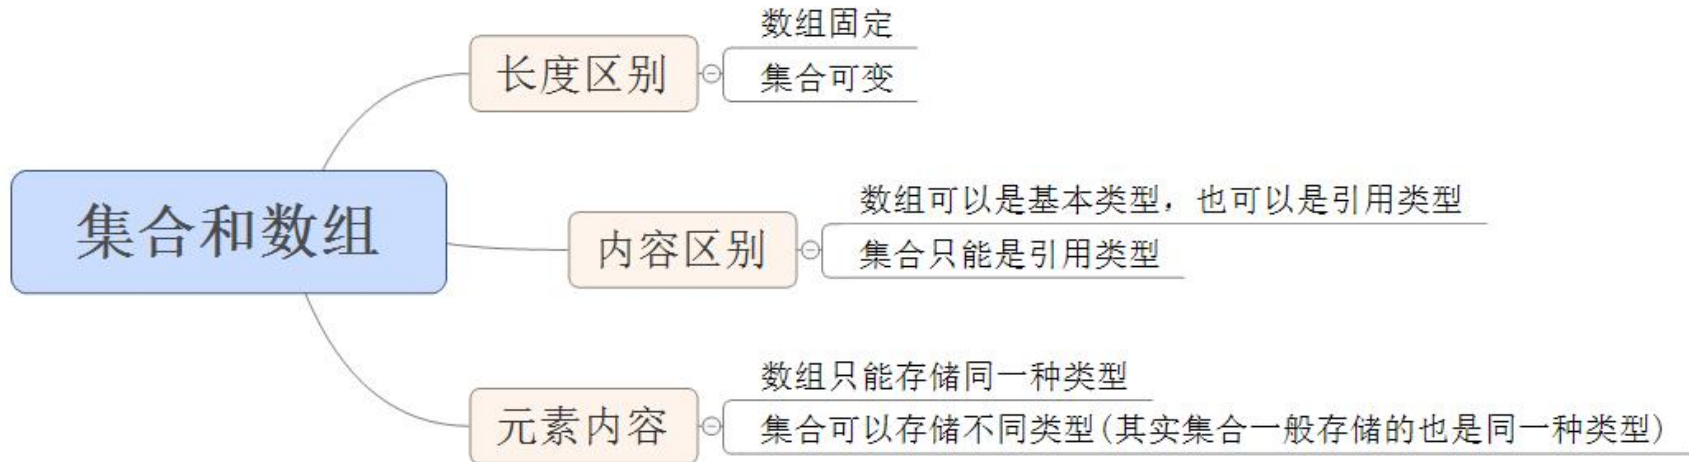 集合和数组
长度区别
数组固定
集合可变
内容区别
数组可以是基本类型，也可以是引用类型
集合只能是引用类型
元素内容
数组只能存储同一种类型
集合可以存储不同类型(其实集合一般存储的也是同一种类型)